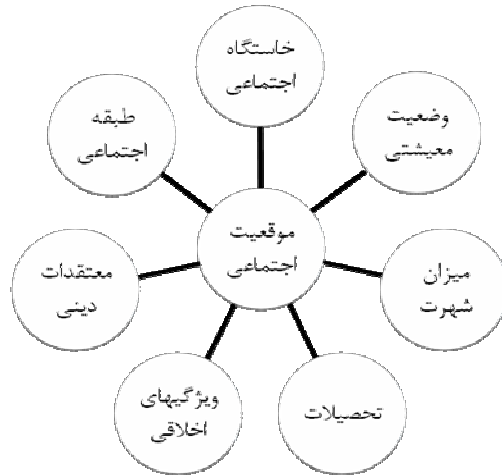 خاستگاه
اجتماعی
وضعیت
معیشتی
میزان
شهرت
تحصیلات
ویژگیهای
اخلاقی
معتقدات
دینی
طبقه
اجتماعی
موقعیت
اجتماعی